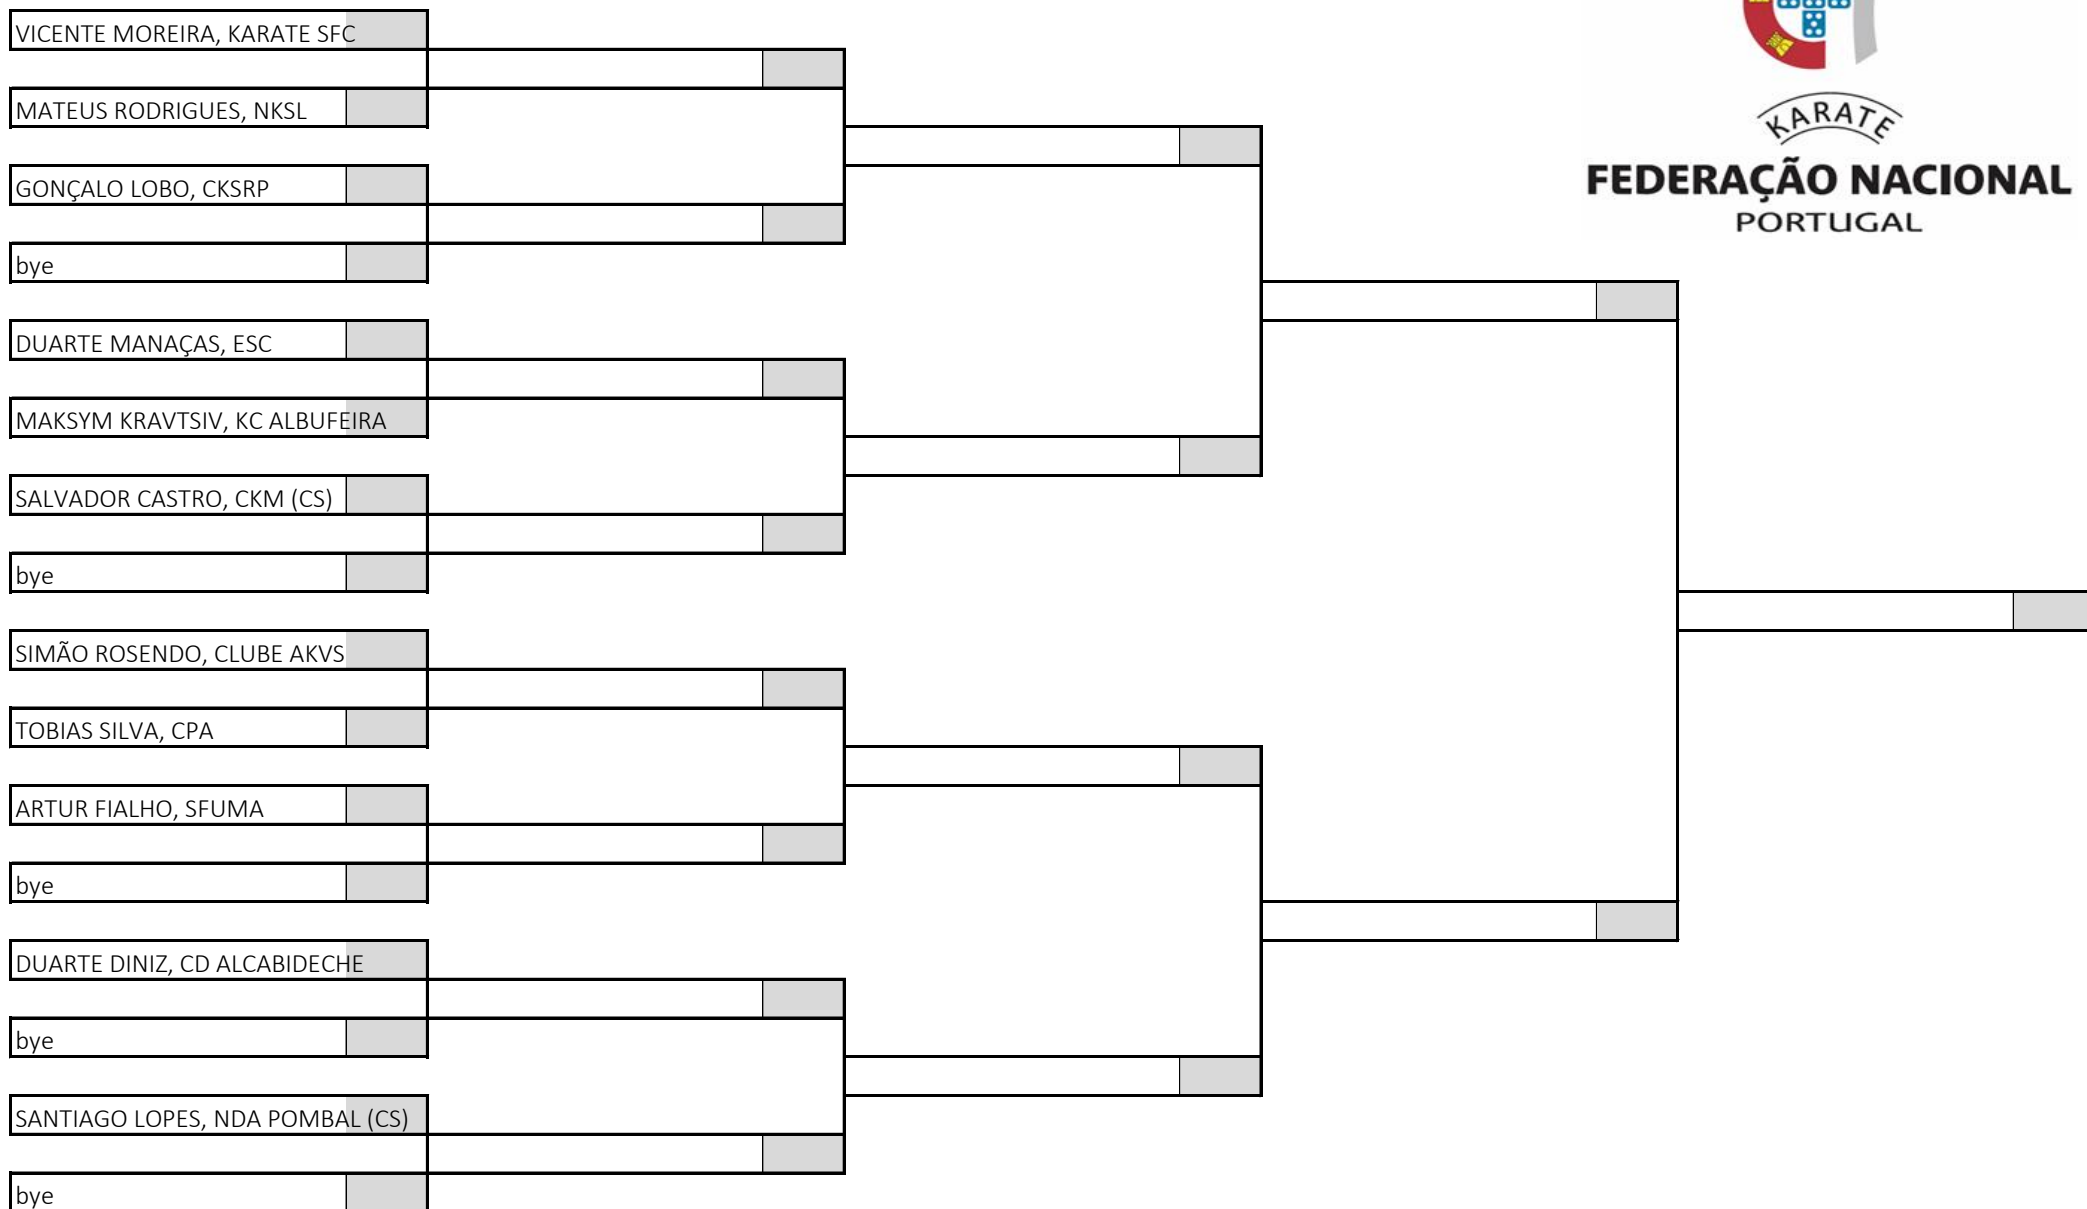 VICENTE MOREIRA, KARATE SFC
MATEUS RODRIGUES, NKSL
GONÇALO LOBO, CKSRP
bye
DUARTE MANAÇAS, ESC
MAKSYM KRAVTSIV, KC ALBUFEIRA
SALVADOR CASTRO, CKM (CS)
bye
SIMÃO ROSENDO, CLUBE AKVS
TOBIAS SILVA, CPA
ARTUR FIALHO, SFUMA
bye
DUARTE DINIZ, CD ALCABIDECHE
bye
SANTIAGO LOPES, NDA POMBAL (CS)
bye
KARATE
FEDERAÇÃO NACIONAL
PORTUGAL